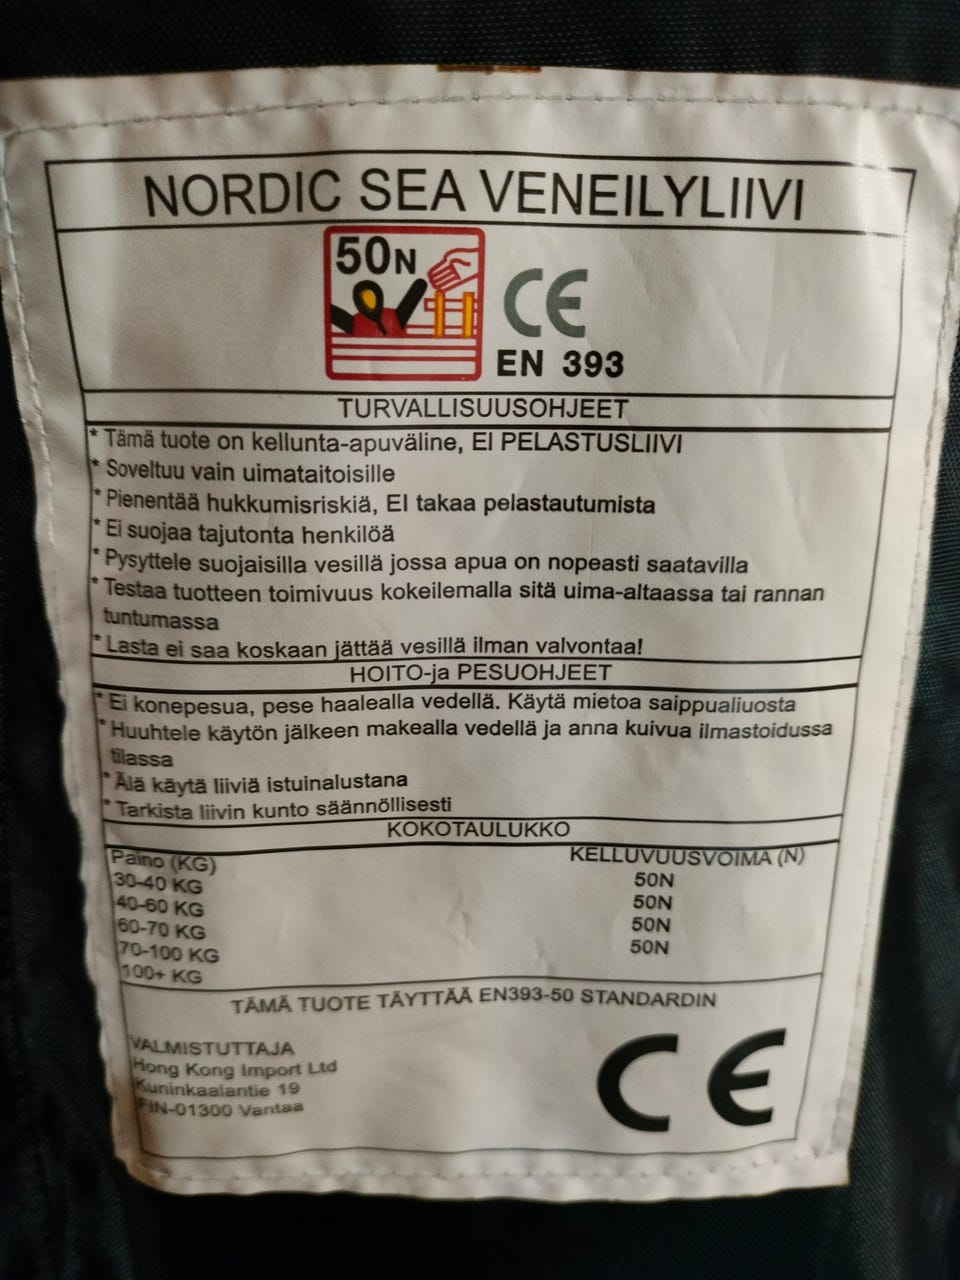 NORDIC SEA VENEILYLIIVI
50N
CE
EN 393
TURVALLISUUSOHJEET
* Tämä tuote on kellunta-apuväline, EI PELASTUSLIIVI
* Soveltuu vain uimataitoisille
* Pienentää hukkumisriskiä, EI takaa pelastautumista
* Ei suojaa tajutonta henkilöä
* Pysyttele suojaisilla vesillä jossa apua on nopeasti saatavilla
* Testaa tuotteen toimivuus kokeilemalla sitä uima-altaassa tai rannan
tuntumassa
* Lasta ei saa koskaan jättää vesillä ilman valvontaa!
HOITO-ja PESUOHJEET
* Ei konepesua, pese haalealla vedellä. Käytä mietoa saippualiuosta
* Huuhtele käytön jälkeen makealla vedellä ja anna kuivua ilmastoidussa
tilassa
* Älä käytä liiviä istuinalustana
* Tarkista liivin kunto säännöllisesti
KOKOTAULUKKO
Paino (KG) KELLUVUUSVOIMA (N)
30-40 KG 50N
40-60 KG 50N
60-70 KG 50N
70-100 KG 50N
100+ KG
TÄMÄ TUOTE TÄYTTÄÄ EN393-50 STANDARDIN
VALMISTUTTAJA
Hong Kong Import Ltd
Kuninkaalantie 19
FIN-01300 Vantaa
CE